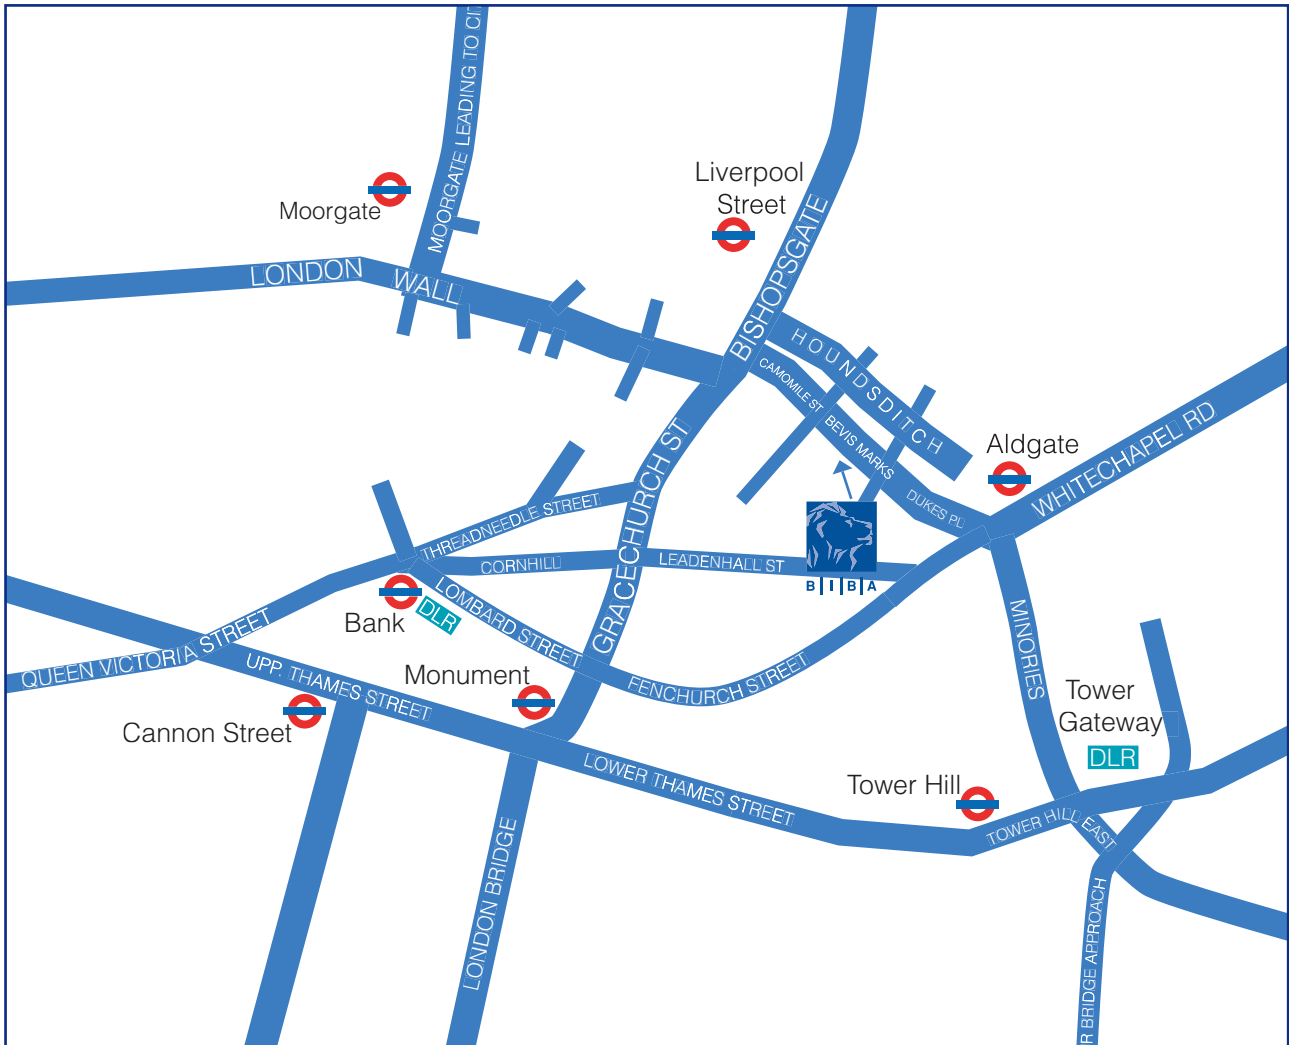 MOORGATE LEADING TO
Liverpool
Street
Moorgate
LONDON WALL
BISHOPSGATE
HOUNDSDITCH
CAMOMILE ST
BEVIS MARKS
DUKES PL
Aldgate
WHITECHAPEL RD
GRACECHURCH ST
THREADNEEDLE STREET
CORNHILL
LEADENHALL ST
BIBA
Bank
DLR
LOMBARD STREET
FENCHURCH STREET
QUEEN VICTORIA STREET
UPP. THAMES STREET
Monument
Cannon Street
LOWER THAMES STREET
MINORIES
Tower
Gateway
DLR
Tower Hill
TOWER HILL EAST
LONDON BRIDGE
BRIDGE APPROACH